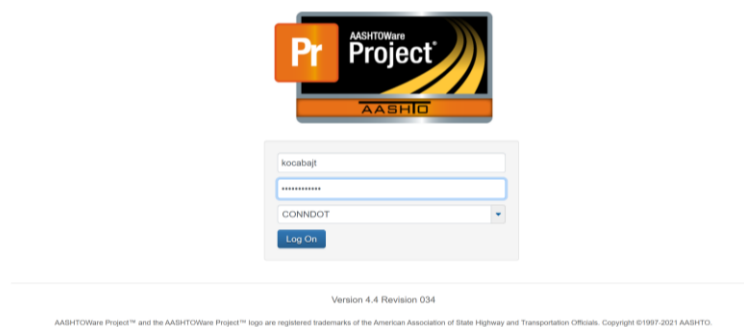 AASHTOWare
Pr Project®
AASHTO
kocabajt
••••••••••••
CONNDOT
Log On
Version 4.4 Revision 034
AASHTOWare Project™ and the AASHTOWare Project™ logo are registered trademarks of the American Association of State Highway and Transportation Officials. Copyright ©1997-2021 AASHTO.